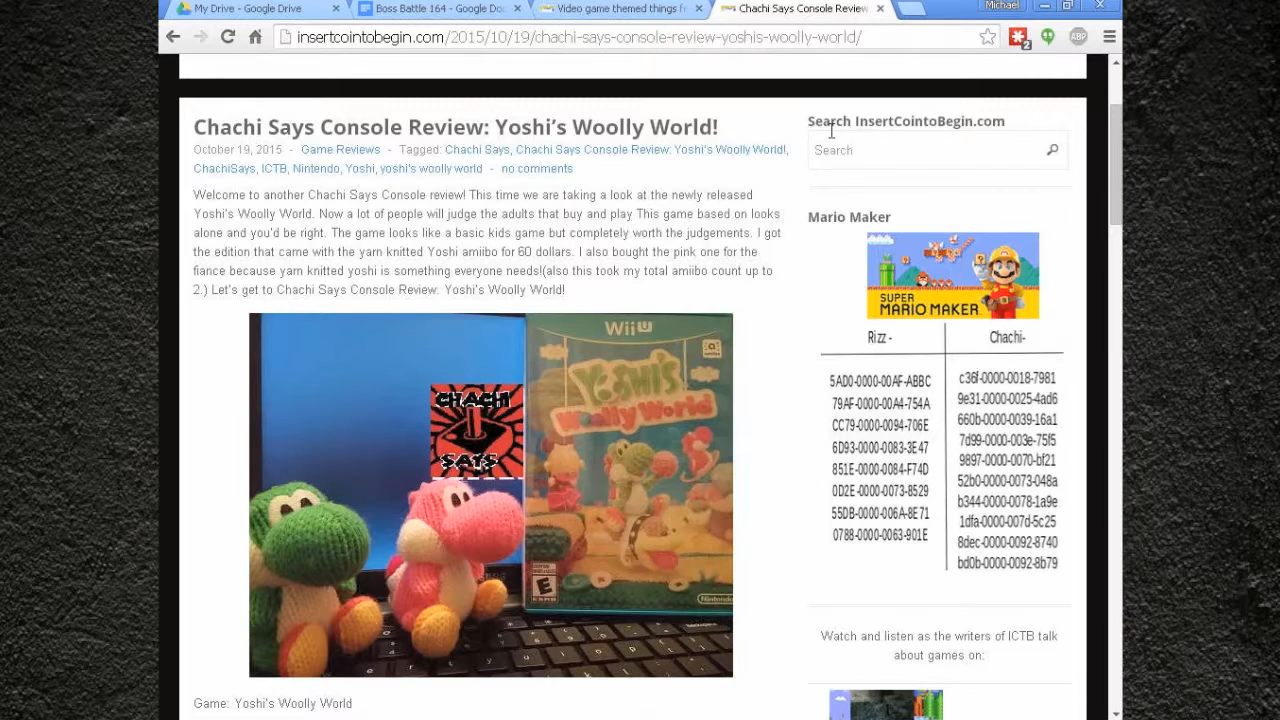 My Drive - Google Drive
Boss Battle 164 - Google Do
Video game themed things f
Chachi Says Console Review
Michael
insertcointobegin.com/2015/10/19/chachi-says-console-review-yoshis-woolly-world/
2
ABP
Chachi Says Console Review: Yoshi's Woolly World!
October 19, 2015 - Game Reviews - Tagged: Chachi Says, Chachi Says Console Review: Yoshi's Woolly World!,
ChachiSays, ICTB, Nintendo, Yoshi, yoshi's woolly world - no comments
Welcome to another Chachi Says Console review! This time we are taking a look at the newly released
Yoshi's Woolly World. Now a lot of people will judge the adults that buy and play This game based on looks
alone and you'd be right. The game looks like a basic kids game but completely worth the judgements. I got
the edition that came with the yarn knitted Yoshi amiibo for 60 dollars. I also bought the pink one for the
fiance because yarn knitted yoshi is something everyone needs!(also this took my total amiibo count up to
2.) Let's get to Chachi Says Console Review: Yoshi's Woolly World!
CHACHI
SAYS
Wii U
YOSHI'S
Woolly World
E
Nintendo
Game: Yoshi's Woolly World
Search InsertCointoBegin.com
Search
Mario Maker
SUPER
MARIO MAKER
Rizz -
Chachi-
5AD0-0000-00AF-ABBC
79AF-0000-00A4-754A
CC79-0000-0094-706E
6D93-0000-0083-3E47
851E-0000-0084-F74D
0D2E-0000-0073-8529
55DB-0000-006A-8E71
0788-0000-0063-901E
c36f-0000-0018-7981
9e31-0000-0025-4ad6
660b-0000-0039-16a1
7d99-0000-003e-75f5
9897-0000-0070-bf21
52b0-0000-0073-048a
b344-0000-0078-1a9e
1dfa-0000-007d-5c25
8dec-0000-0092-8740
bd0b-0000-0092-8b79
Watch and listen as the writers of ICTB talk
about games on: